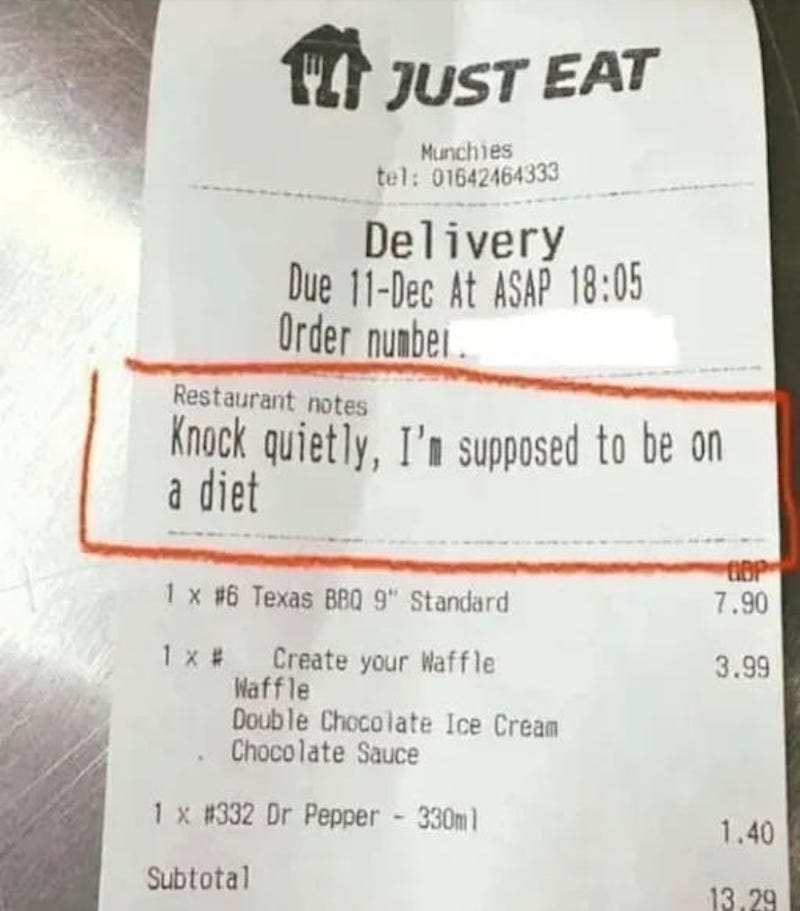 JUST EAT
Munchies
tel: 01642464333
Delivery
Due 11-Dec At ASAP 18:05
Order number.
Restaurant notes
Knock quietly, I'm supposed to be on
a diet
GBP
1 x #6 Texas BBQ 9" Standard 7.90
1 x # Create your Waffle 3.99
Waffle
Double Chocolate Ice Cream
Chocolate Sauce
1 x #332 Dr Pepper - 330ml 1.40
Subtotal 13.29